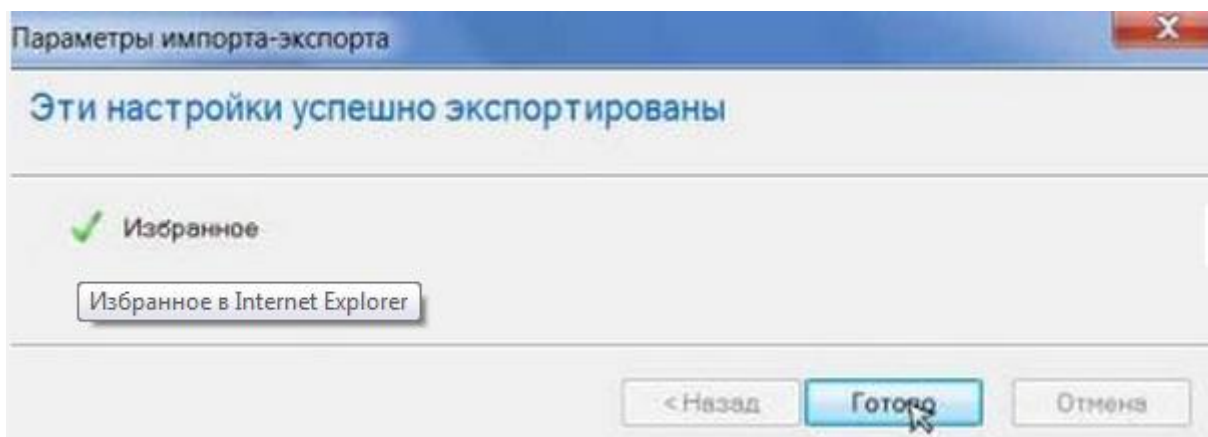 Параметры импорта-экспорта
Эти настройки успешно экспортированы
Избранное
Избранное в Internet Explorer
< Назад Готово Отмена